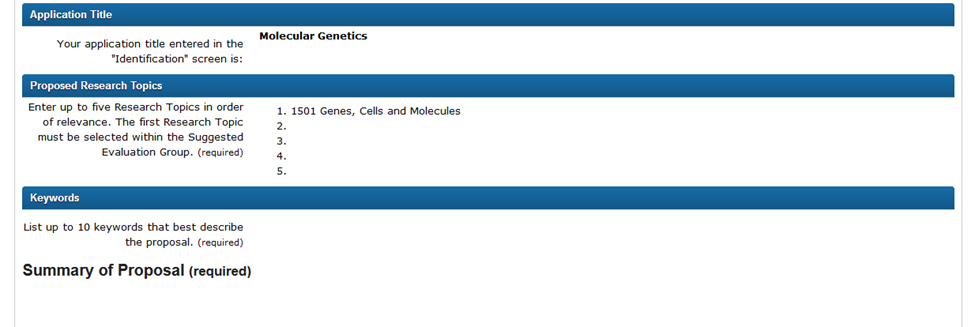 Application Title
Your application title entered in the
"Identification" screen is:
Molecular Genetics
Proposed Research Topics
Enter up to five Research Topics in order
of relevance. The first Research Topic
must be selected within the Suggested
Evaluation Group. (required)
1. 1501 Genes, Cells and Molecules
2.
3.
4.
5.
Keywords
List up to 10 keywords that best describe
the proposal. (required)
Summary of Proposal (required)